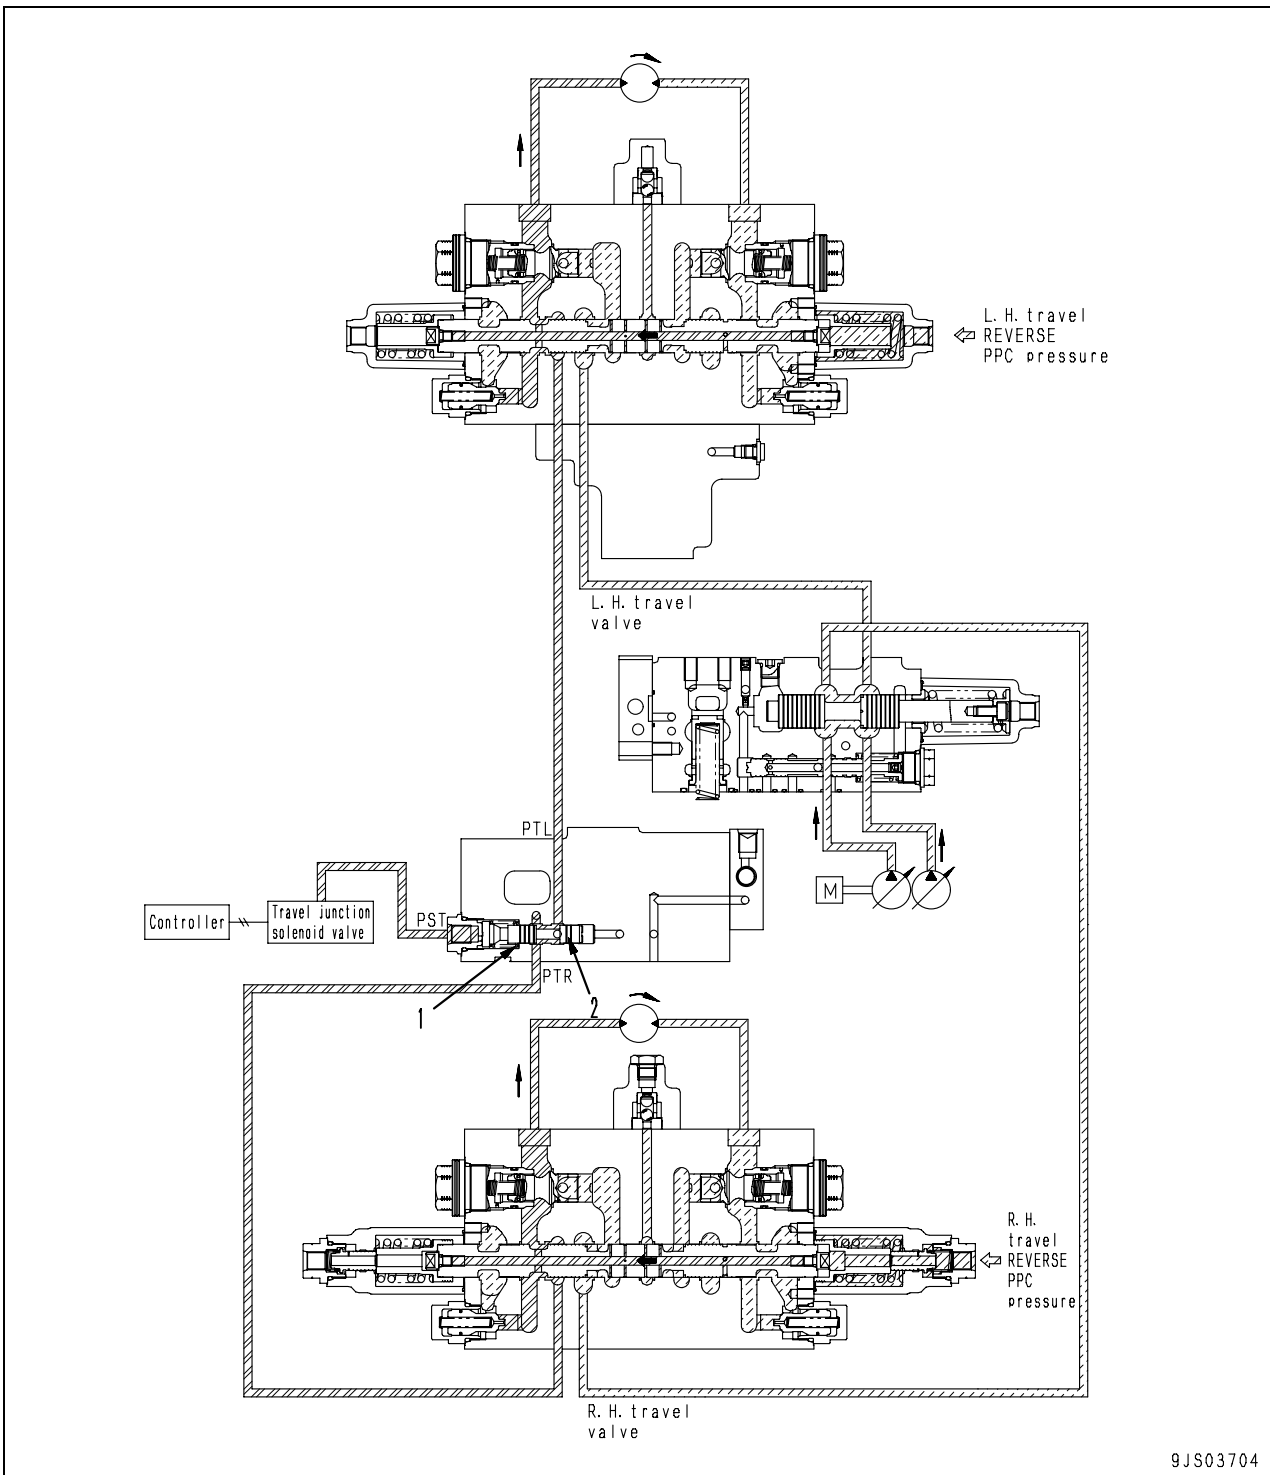 L.H. travel
REVERSE
PPC pressure
L.H. travel
valve
PTL
M
Controller
Travel junction
solenoid valve
PST
PTR
1
2
R.H.
travel
REVERSE
PPC
pressure
R.H. travel
valve
9JS03704